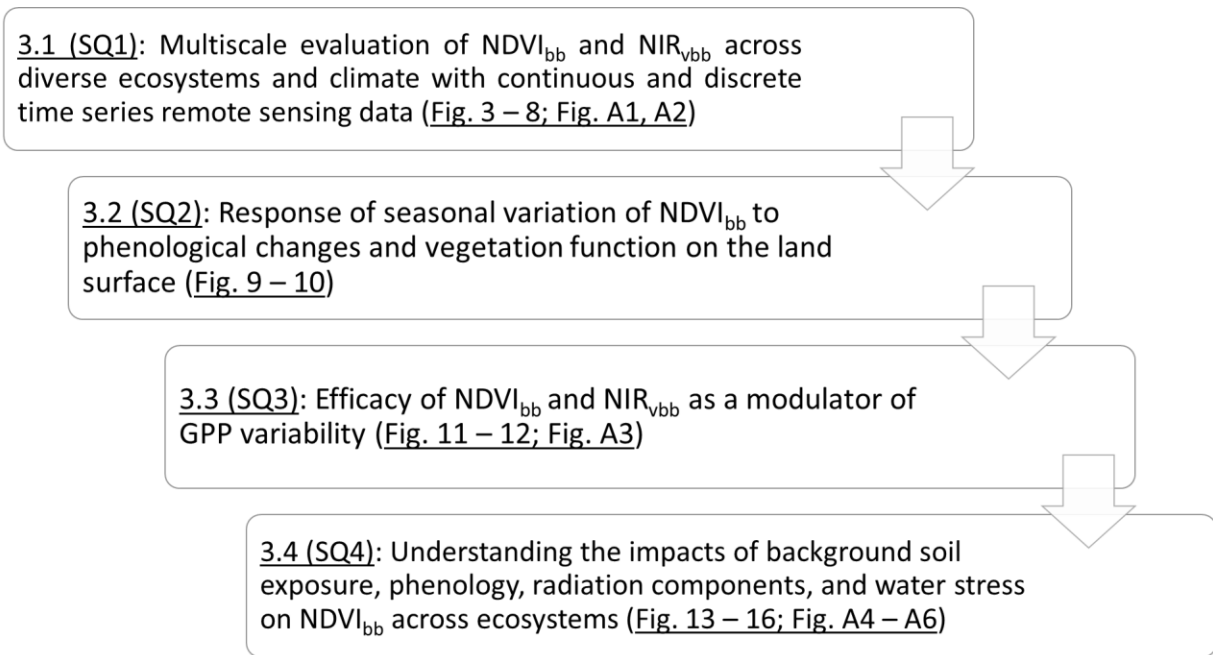 3.1 (SQ1): Multiscale evaluation of NDVIbb and NIRvbb across
diverse ecosystems and climate with continuous and discrete
time series remote sensing data (Fig. 3 – 8; Fig. A1, A2)
3.2 (SQ2): Response of seasonal variation of NDVIbb to
phenological changes and vegetation function on the land
surface (Fig. 9 – 10)
3.3 (SQ3): Efficacy of NDVIbb and NIRvbb as a modulator of
GPP variability (Fig. 11 – 12; Fig. A3)
3.4 (SQ4): Understanding the impacts of background soil
exposure, phenology, radiation components, and water stress
on NDVIbb across ecosystems (Fig. 13 – 16; Fig. A4 – A6)